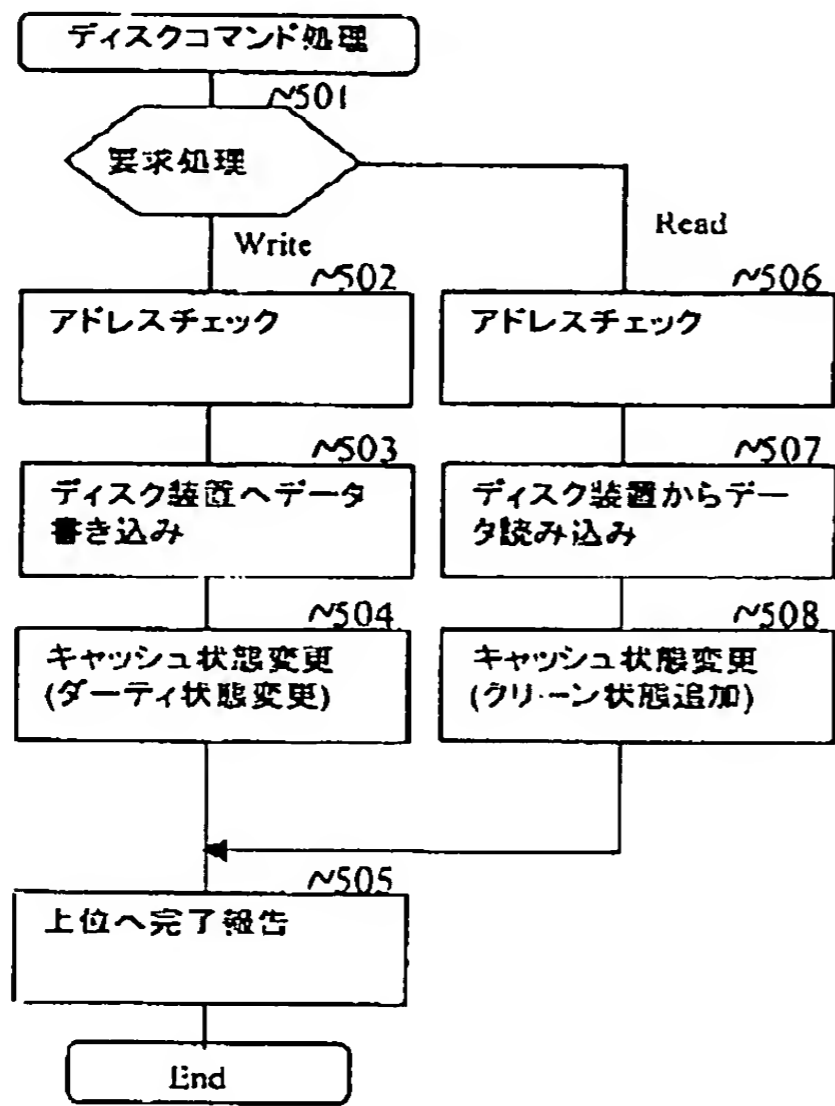 ディスクコマンド処理
~501
要求処理
Write
Read
~502
アドレスチェック
~506
アドレスチェック
~503
ディスク装置へデータ
書き込み
~507
ディスク装置からデー
タ読み込み
~504
キャッシュ状態変更
(ダーティ状態変更)
~508
キャッシュ状態変更
(クリーン状態追加)
~505
上位へ完了報告
End